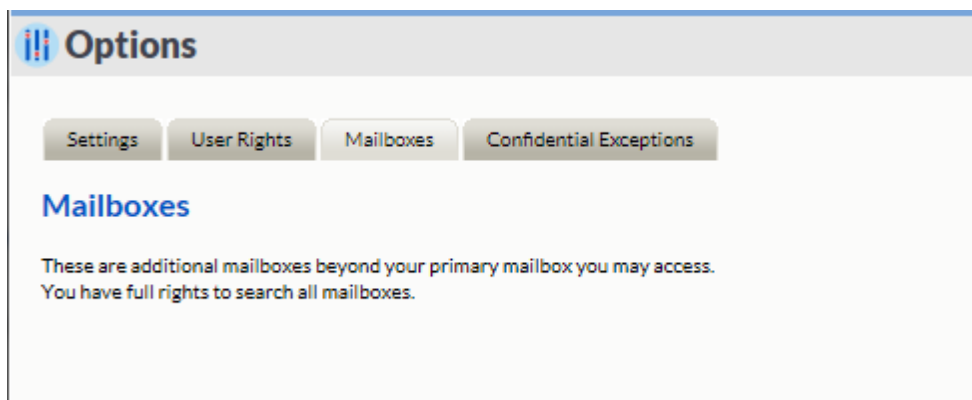 Options
Settings User Rights Mailboxes Confidential Exceptions
Mailboxes
These are additional mailboxes beyond your primary mailbox you may access.
You have full rights to search all mailboxes.